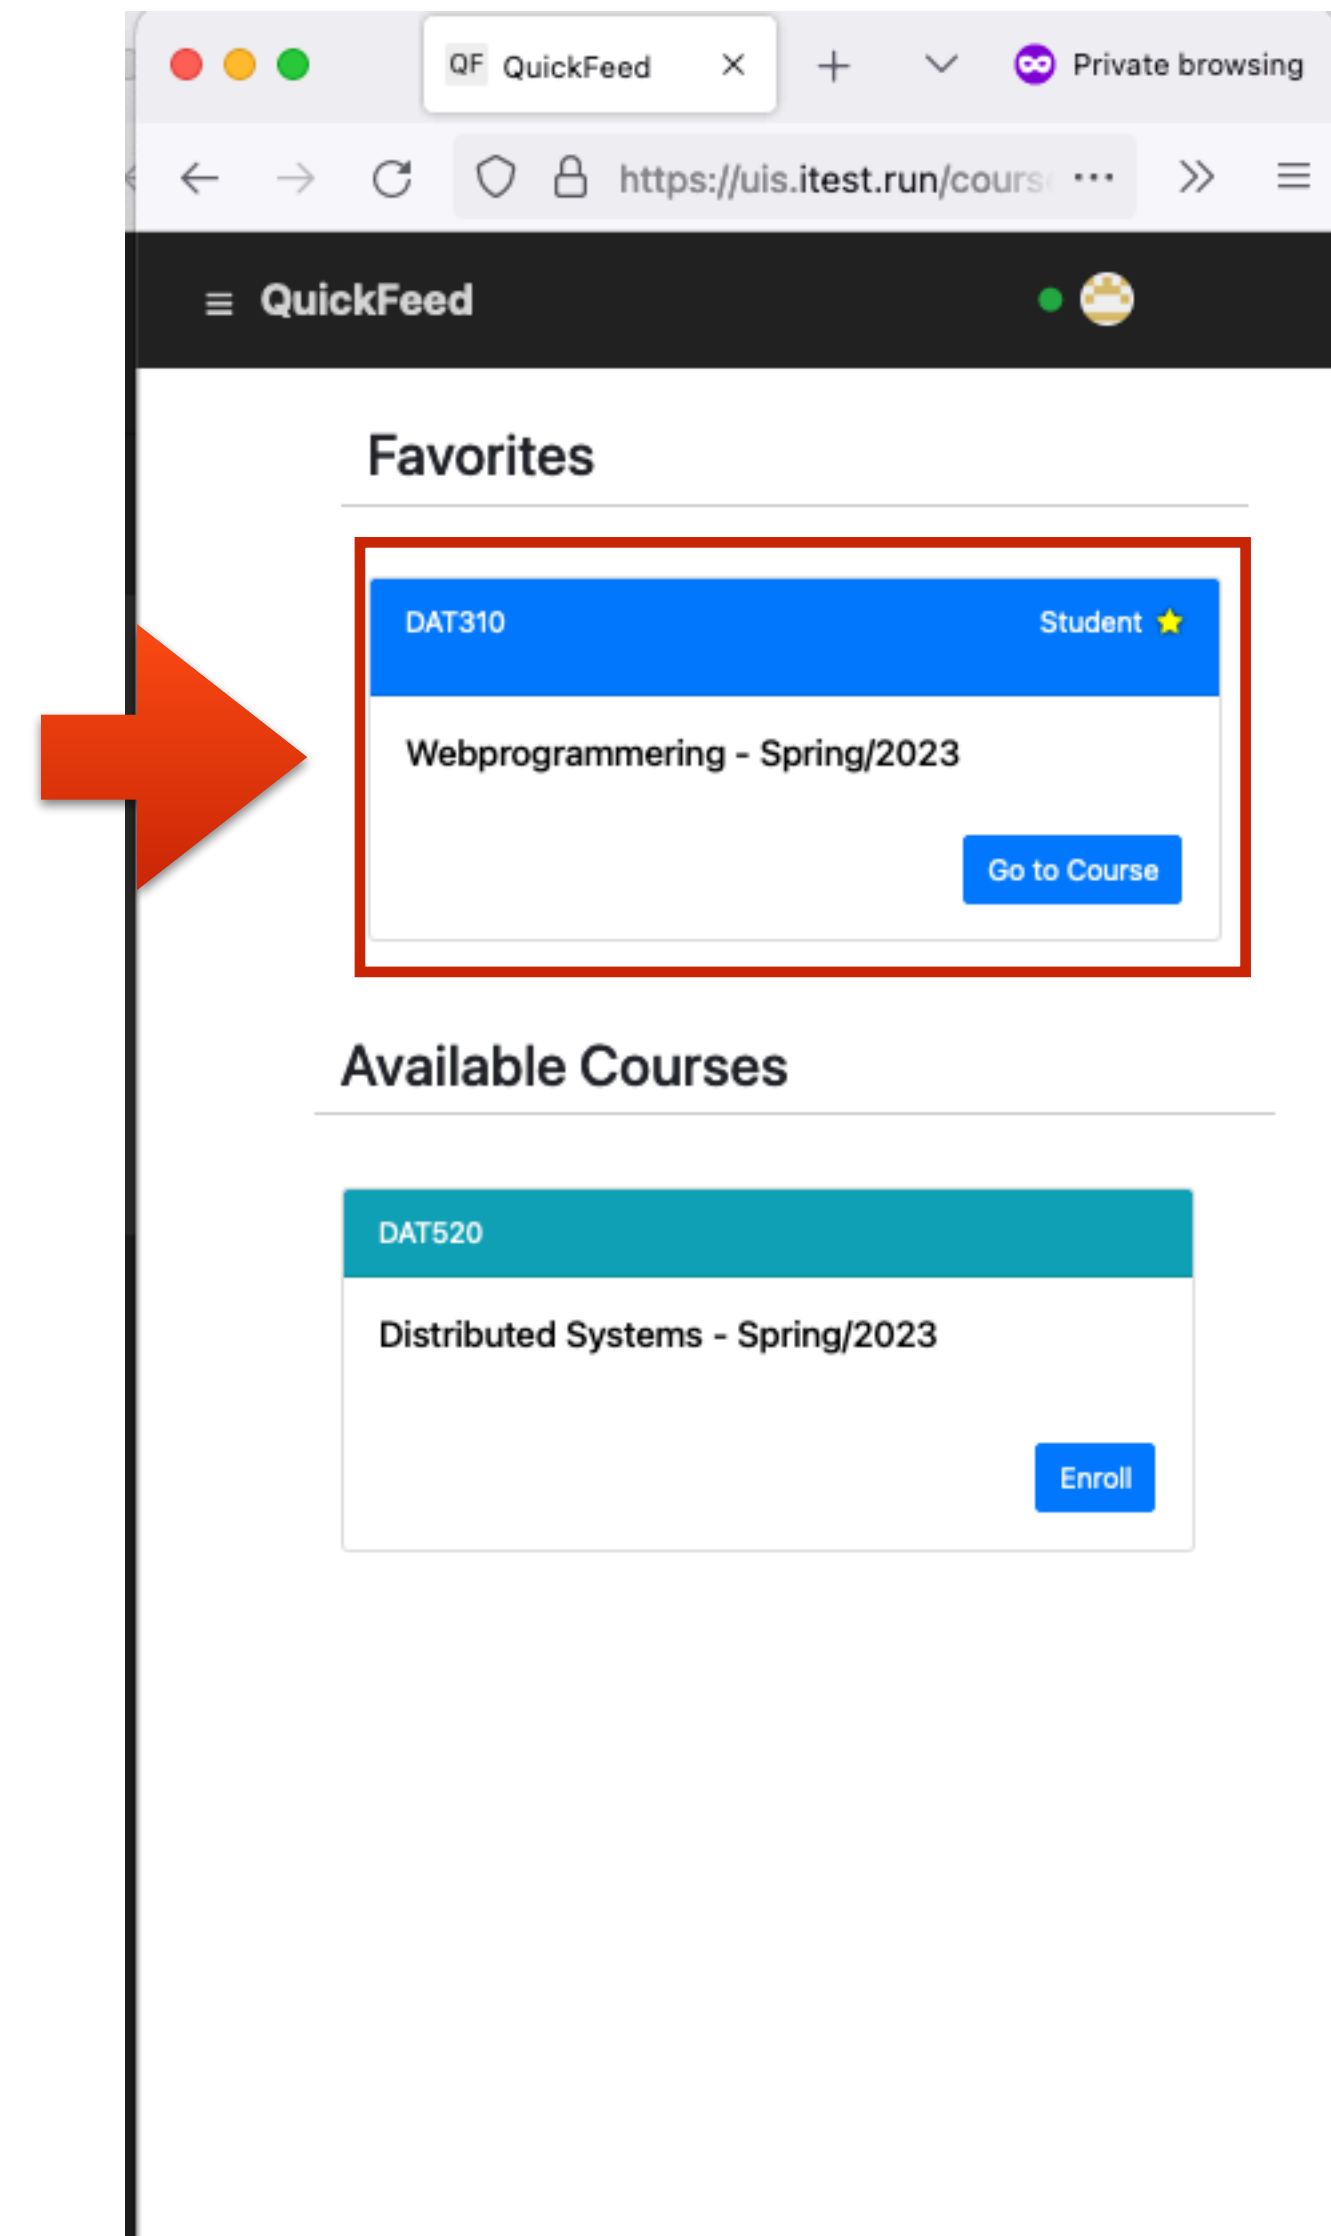 QF QuickFeed
Private browsing
https://uis.itest.run/cours
QuickFeed
Favorites
DAT310 Student
Webprogrammering - Spring/2023
Go to Course
Available Courses
DAT520
Distributed Systems - Spring/2023
Enroll